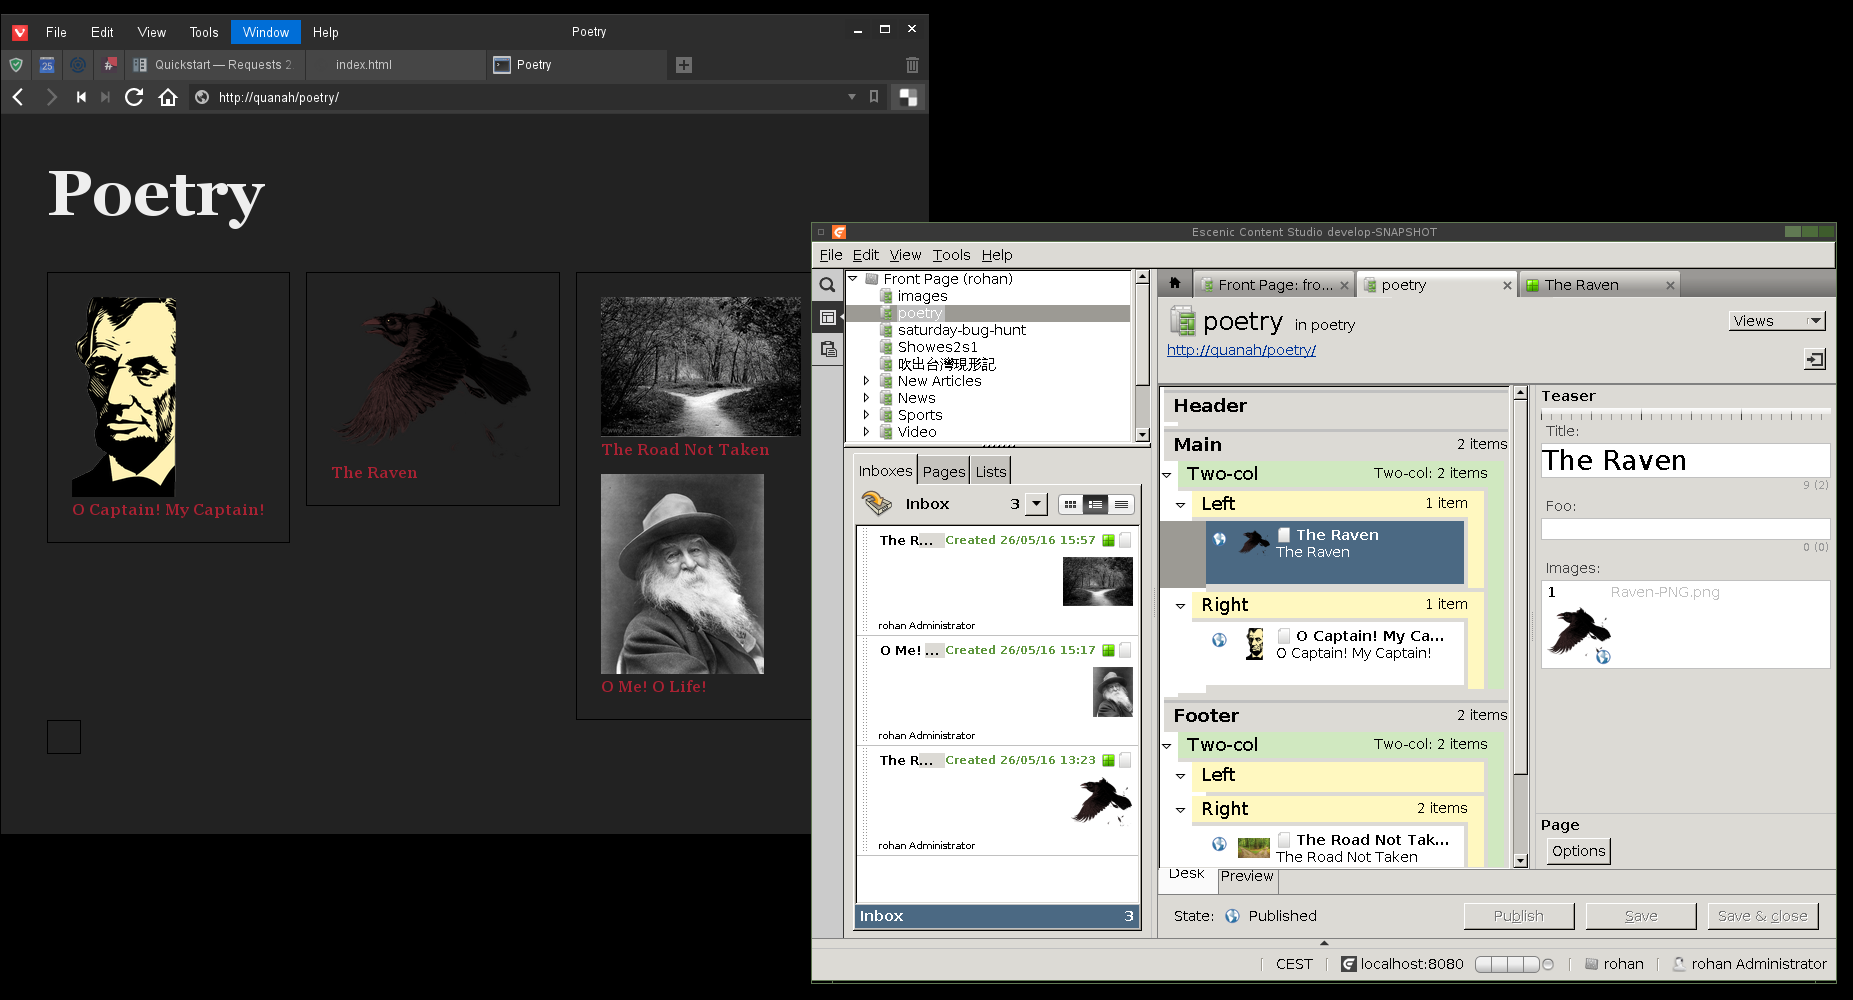 File Edit View Tools Window Help Poetry
25 # Quickstart — Requests 2 index.html Poetry
http://quanah/poetry/
Poetry
O Captain! My Captain!
The Raven
The Road Not Taken
O Me! O Life!
Escenic Content Studio develop-SNAPSHOT
File Edit View Tools Help
Front Page (rohan)
images
poetry
saturday-bug-hunt
Showes2s1
吹出台灣現形記
New Articles
News
Sports
Video
Inboxes Pages Lists
Inbox 3
The R... Created 26/05/16 15:57
rohan Administrator
O Me! ... Created 26/05/16 15:17
rohan Administrator
The R... Created 26/05/16 13:23
rohan Administrator
Inbox 3
Front Page: fro... poetry The Raven
poetry in poetry
Views
http://quanah/poetry/
Header
Main 2 items
Two-col Two-col: 2 items
Left 1 item
The Raven
The Raven
Right 1 item
O Captain! My Ca...
O Captain! My Captain!
Footer 2 items
Two-col Two-col: 2 items
Left
Right 2 items
The Road Not Tak...
The Road Not Taken
Desk Preview
Teaser
Title:
The Raven
9 (2)
Foo:
0 (0)
Images:
1 Raven-PNG.png
Page
Options
State: Published Publish Save Save & close
CEST localhost:8080 rohan rohan Administrator